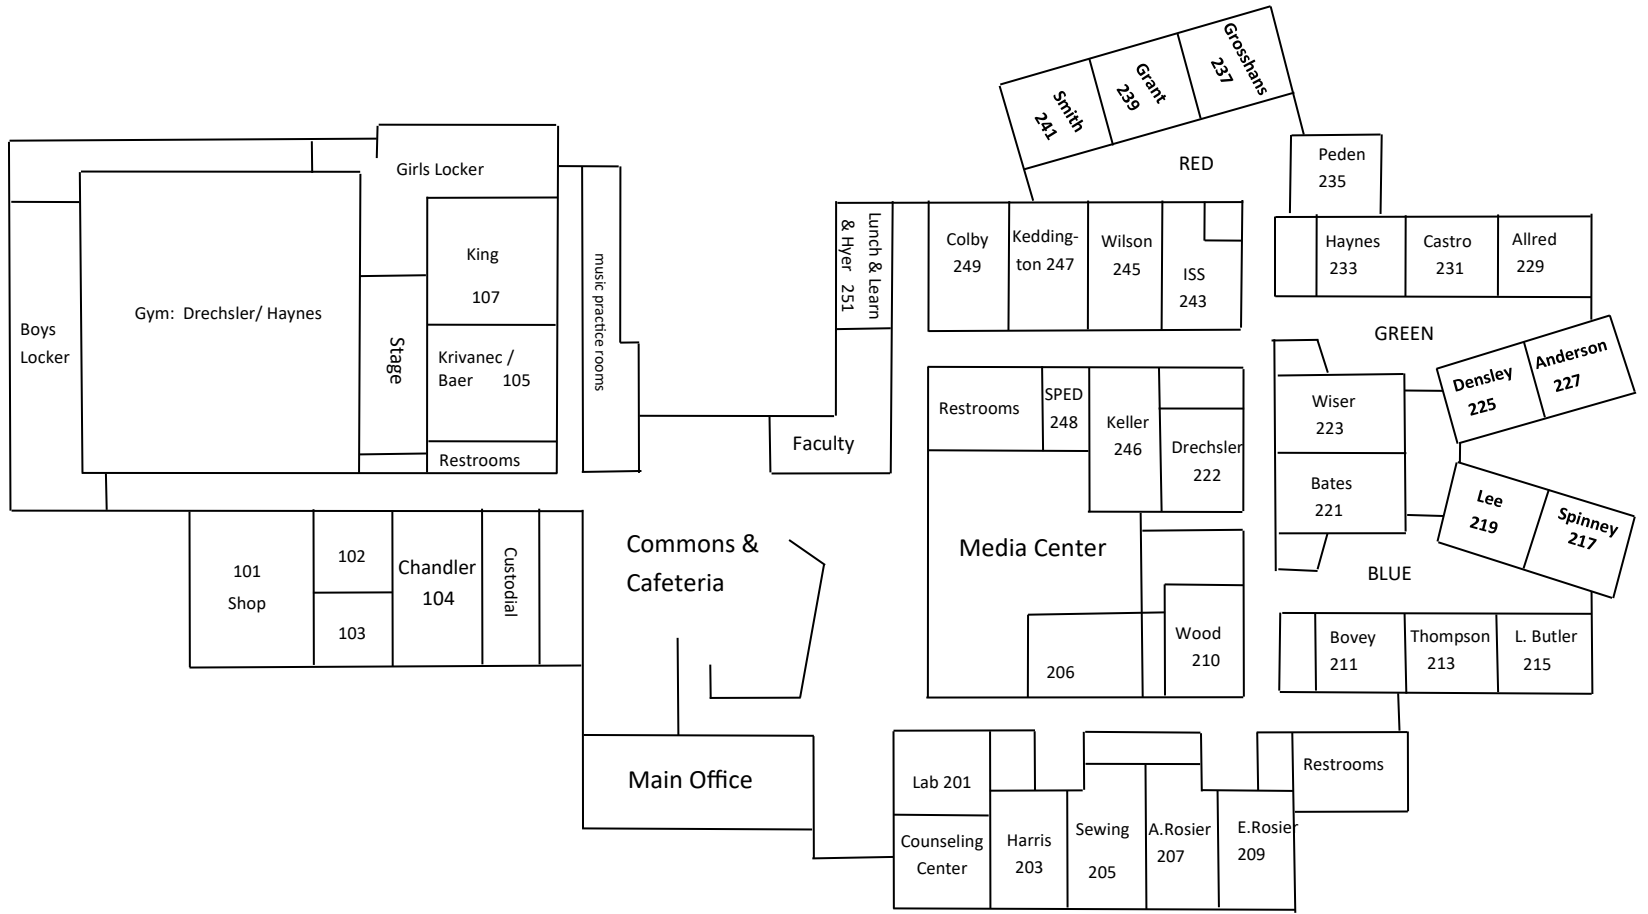 Grosshans
237
Grant
239
Smith
241
RED
Peden
235
Girls Locker
King
107
music practice rooms
Lunch & Learn
& Hyer 251
Colby
249
Kedding-
ton 247
Wilson
245
ISS
243
Haynes
233
Castro
231
Allred
229
Boys
Locker
Gym: Drechsler/ Haynes
Stage
Krivanec /
Baer 105
Restrooms
Faculty
Restrooms
SPED
248
Keller
246
Drechsler
222
GREEN
Wiser
223
Bates
221
Densley
225
Anderson
227
Lee
219
Spinney
217
BLUE
101
Shop
102
103
Chandler
104
Custodial
Commons &
Cafeteria
Media Center
206
Wood
210
Bovey
211
Thompson
213
L. Butler
215
Main Office
Lab 201
Counseling
Center
Harris
203
Sewing
205
A.Rosier
207
E.Rosier
209
Restrooms